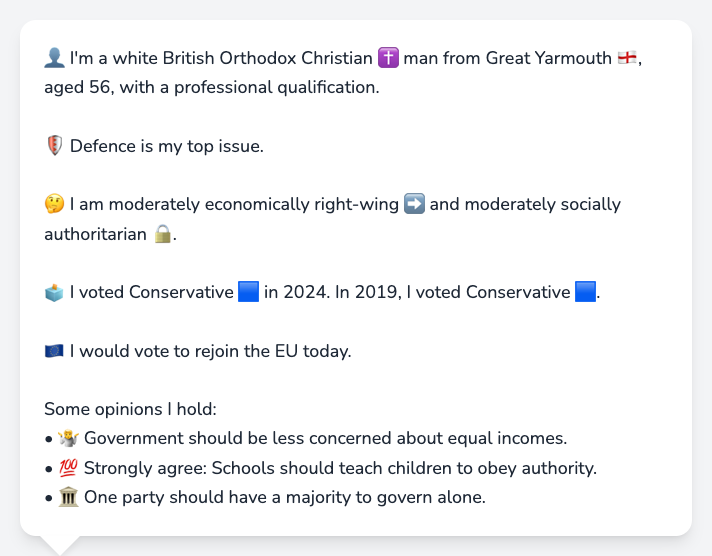 👤 I'm a white British Orthodox Christian ✝️ man from Great Yarmouth 🏴󠁧󠁢󠁥󠁮󠁧󠁿,
aged 56, with a professional qualification.
🛡️ Defence is my top issue.
🤔 I am moderately economically right-wing ➡️ and moderately socially
authoritarian 🔒.
🗳️ I voted Conservative 🟦 in 2024. In 2019, I voted Conservative 🟦.
🇪🇺 I would vote to rejoin the EU today.
Some opinions I hold:
• 🤷 Government should be less concerned about equal incomes.
• 💯 Strongly agree: Schools should teach children to obey authority.
• 🏛️ One party should have a majority to govern alone.